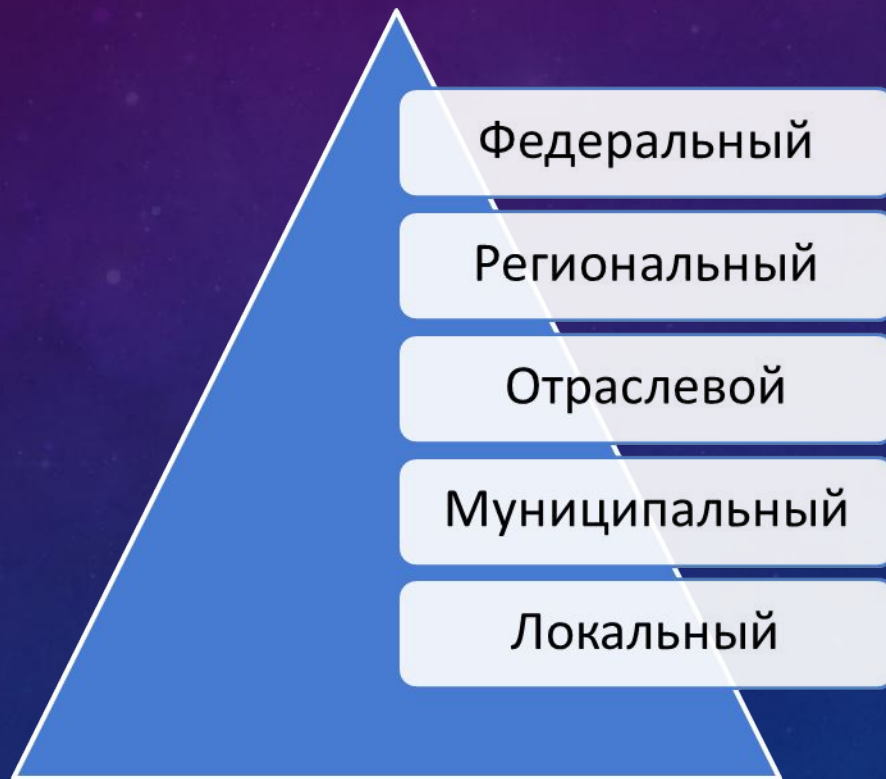 Федеральный
Региональный
Отраслевой
Муниципальный
Локальный